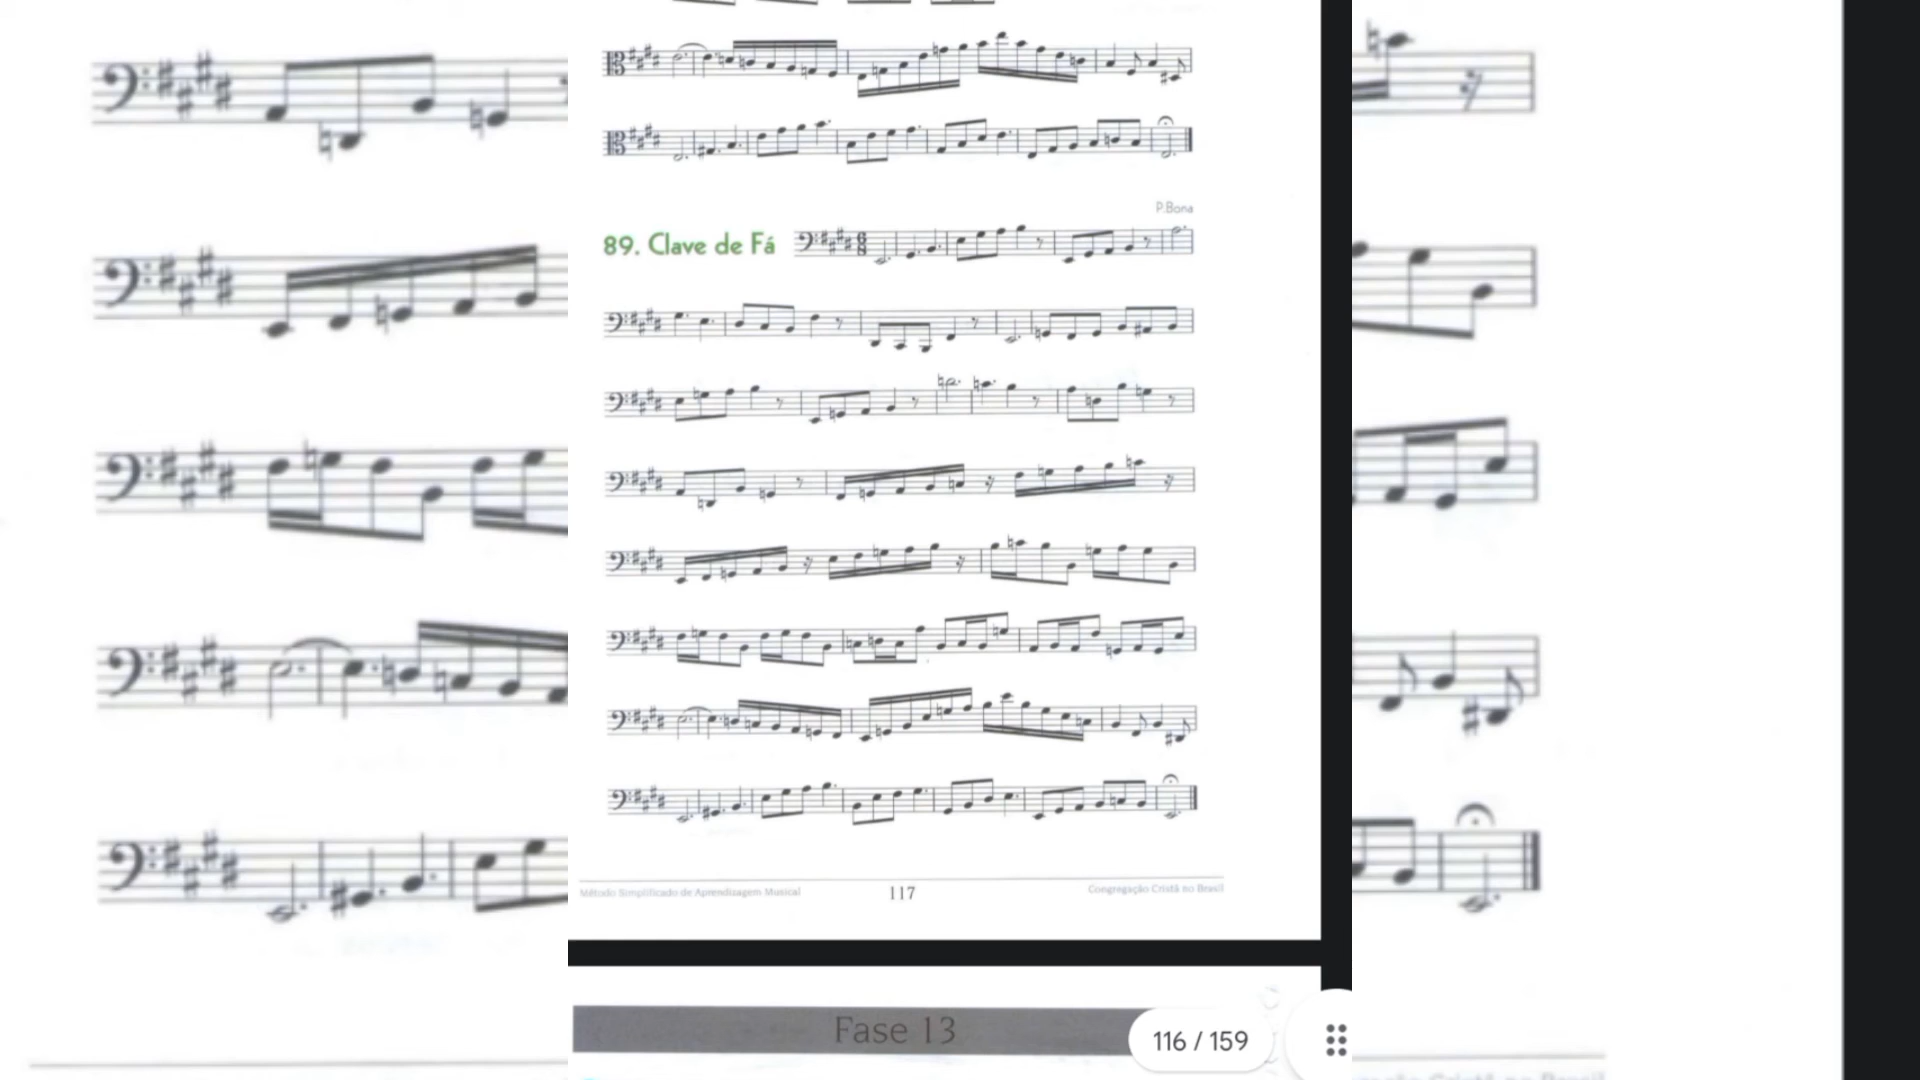 P.Bona
89. Clave de Fá
Método Simplificado de Aprendizagem Musical
117
Congregação Cristã no Brasil
Fase 13
116 / 159